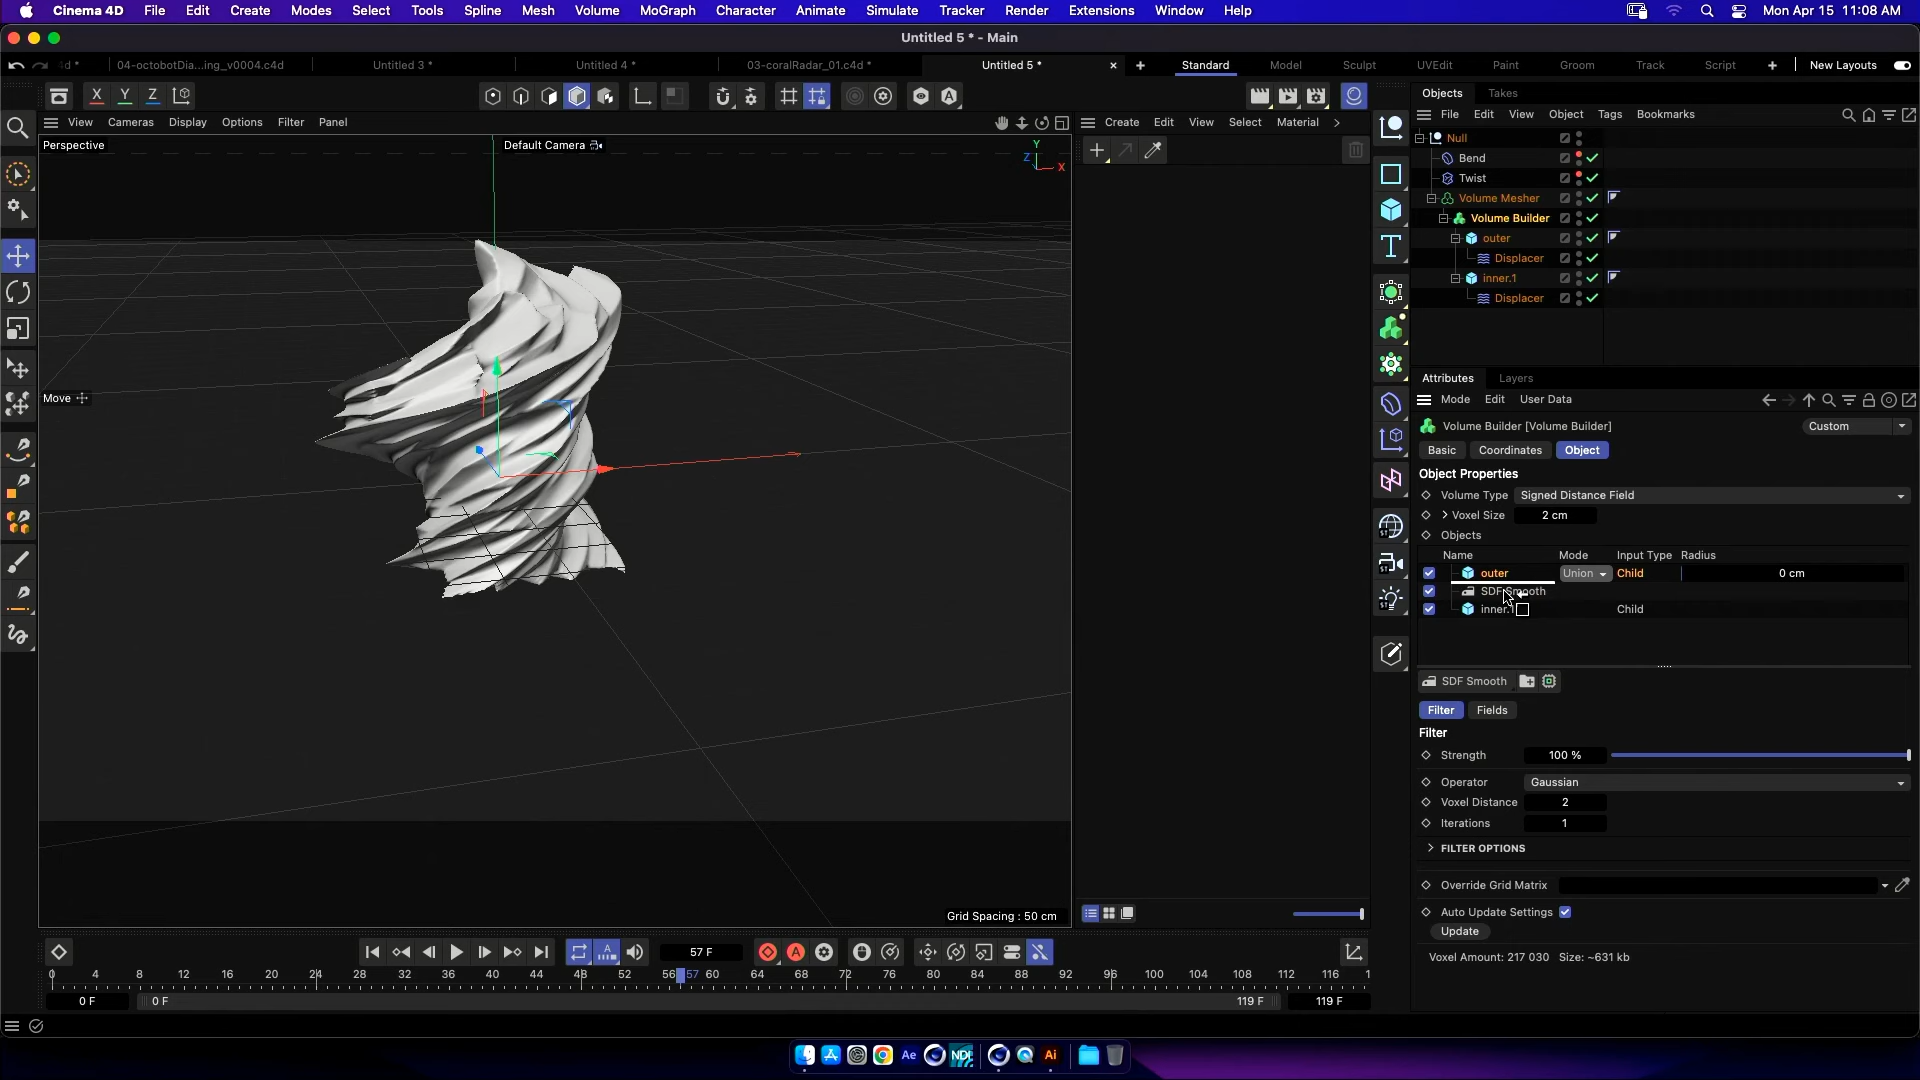 Cinema 4D File Edit Create Modes Select Tools Spline Mesh Volume MoGraph Character Animate Simulate Tracker Render Extensions Window Help Mon Apr 15 11:08 AM
Untitled 5 * - Main
d * 04-octobotDia...ing_v0004.c4d Untitled 3 * Untitled 4 * 03-coralRadar_01.c4d * Untitled 5 * Standard Model Sculpt UVEdit Paint Groom Track Script New Layouts
X Y Z
Objects Takes
View Cameras Display Options Filter Panel
Create Edit View Select Material
File Edit View Object Tags Bookmarks
Perspective Default Camera
Y
Z X
Null
Bend
Twist
Volume Mesher
Volume Builder
outer
Displacer
inner.1
Displacer
Move
Attributes Layers
Mode Edit User Data
Volume Builder [Volume Builder] Custom
Basic Coordinates Object
Object Properties
Volume Type Signed Distance Field
Voxel Size 2 cm
Objects
Name Mode Input Type Radius
outer Union Child 0 cm
SDF Smooth
inner. Child
SDF Smooth
Filter Fields
Filter
Strength 100 %
Operator Gaussian
Voxel Distance 2
Iterations 1
FILTER OPTIONS
Override Grid Matrix
Auto Update Settings
Update
Voxel Amount: 217 030 Size: ~631 kb
Grid Spacing : 50 cm
57 F
0 4 8 12 16 20 24 28 32 36 40 44 48 52 56 57 60 64 68 72 76 80 84 88 92 96 100 104 108 112 116 1
0 F 0 F 119 F 119 F
Ae NDI Ai